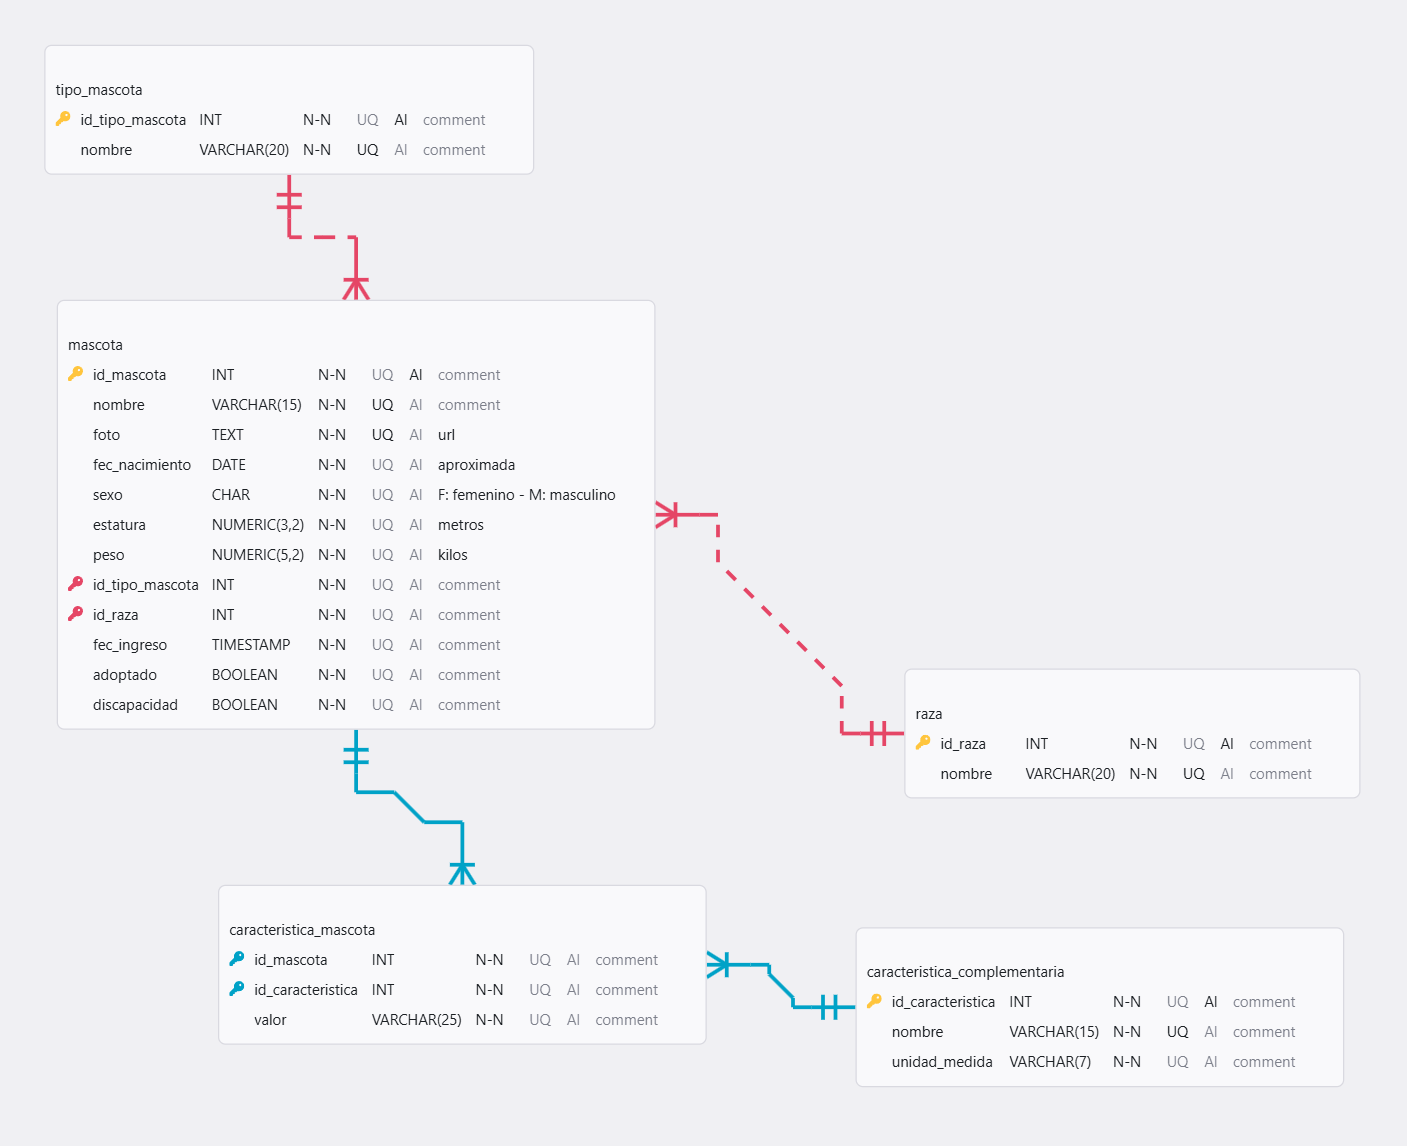 tipo_mascota
id_tipo_mascota INT N-N UQ AI comment
nombre VARCHAR(20) N-N UQ AI comment
mascota
id_mascota INT N-N UQ AI comment
nombre VARCHAR(15) N-N UQ AI comment
foto TEXT N-N UQ AI url
fec_nacimiento DATE N-N UQ AI aproximada
sexo CHAR N-N UQ AI F: femenino - M: masculino
estatura NUMERIC(3,2) N-N UQ AI metros
peso NUMERIC(5,2) N-N UQ AI kilos
id_tipo_mascota INT N-N UQ AI comment
id_raza INT N-N UQ AI comment
fec_ingreso TIMESTAMP N-N UQ AI comment
adoptado BOOLEAN N-N UQ AI comment
discapacidad BOOLEAN N-N UQ AI comment
raza
id_raza INT N-N UQ AI comment
nombre VARCHAR(20) N-N UQ AI comment
caracteristica_mascota
id_mascota INT N-N UQ AI comment
id_caracteristica INT N-N UQ AI comment
valor VARCHAR(25) N-N UQ AI comment
caracteristica_complementaria
id_caracteristica INT N-N UQ AI comment
nombre VARCHAR(15) N-N UQ AI comment
unidad_medida VARCHAR(7) N-N UQ AI comment